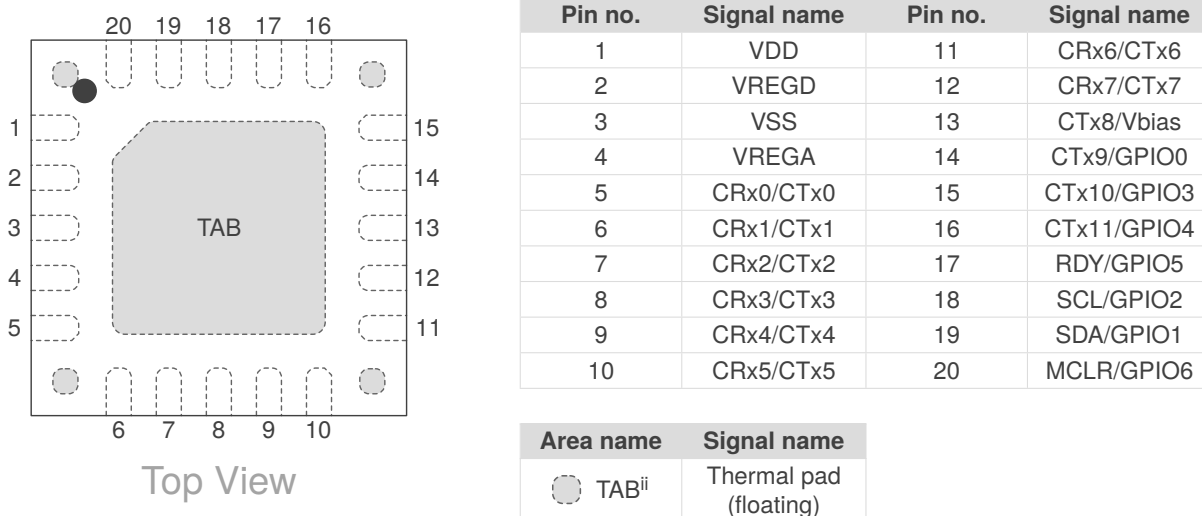 20 19 18 17 16
1 15
2 14
3 TAB 13
4 12
5 11
6 7 8 9 10
Top View
Pin no. Signal name Pin no. Signal name
1 VDD 11 CRx6/CTx6
2 VREGD 12 CRx7/CTx7
3 VSS 13 CTx8/Vbias
4 VREGA 14 CTx9/GPIO0
5 CRx0/CTx0 15 CTx10/GPIO3
6 CRx1/CTx1 16 CTx11/GPIO4
7 CRx2/CTx2 17 RDY/GPIO5
8 CRx3/CTx3 18 SCL/GPIO2
9 CRx4/CTx4 19 SDA/GPIO1
10 CRx5/CTx5 20 MCLR/GPIO6
Area name Signal name
TABii Thermal pad
(floating)